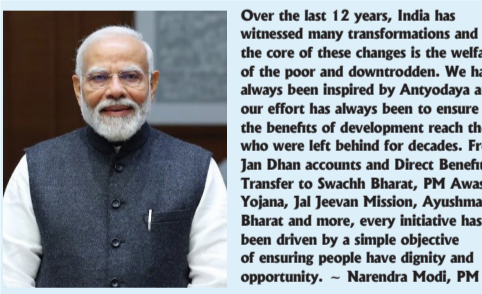 Over the last 12 years, India has
witnessed many transformations and
the core of these changes is the
of the poor and downtrodden. We
always been inspired by Antyodaya
our effort has always been to ensure
the benefits of development reach
who were left behind for decades.
Jan Dhan accounts and Direct
Transfer to Swachh Bharat, PM
Yojana, Jal Jeevan Mission,
Bharat and more, every initiative has
been driven by a simple objective
of ensuring people have dignity and
opportunity. ~ Narendra Modi, PM